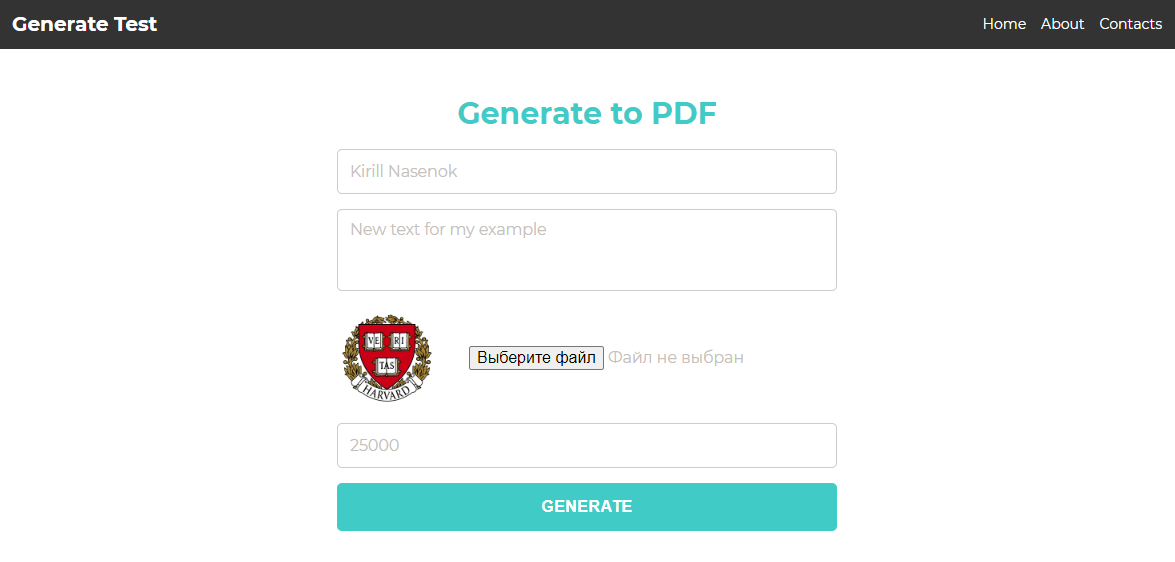 Generate Test
Home About Contacts
Generate to PDF
Kirill Nasenok
New text for my example
VE RI
TAS
HARVARD
Выберите файл Файл не выбран
25000
GENERATE